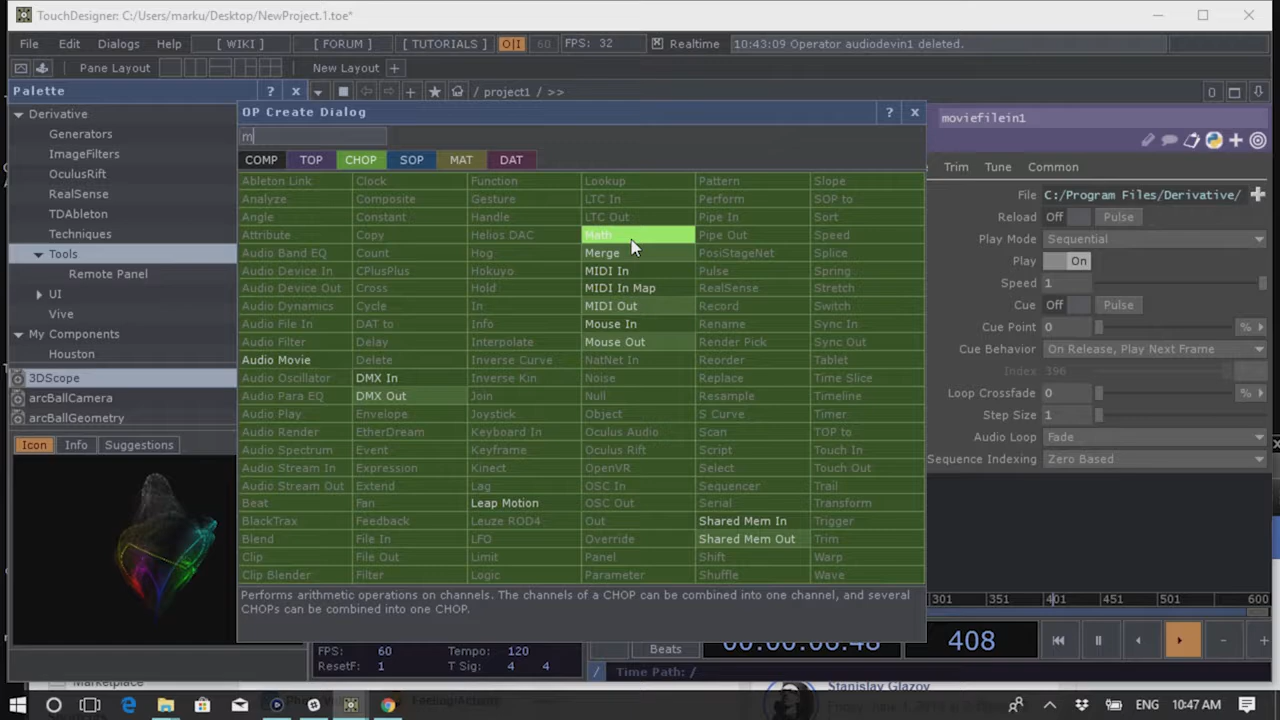 TouchDesigner: C:/Users/marku/Desktop/NewProject.1.toe*
File Edit Dialogs Help [ WIKI ] [ FORUM ] [ TUTORIALS ] O|I 60 FPS: 32 Realtime 10:43:09 Operator audiodevin1 deleted.
Pane Layout New Layout +
Palette ? x / project1 / >> 0
Derivative
Generators
ImageFilters
OculusRift
RealSense
TDAbleton
Techniques
Tools
Remote Panel
UI
Vive
My Components
Houston
3DScope
arcBallCamera
arcBallGeometry
Icon Info Suggestions
OP Create Dialog ? x
m
COMP TOP CHOP SOP MAT DAT
Ableton Link Clock Function Lookup Pattern Slope
Analyze Composite Gesture LTC In Perform SOP to
Angle Constant Handle LTC Out Pipe In Sort
Attribute Copy Helios DAC Math Pipe Out Speed
Audio Band EQ Count Hog Merge PosiStageNet Splice
Audio Device In CPlusPlus Hokuyo MIDI In Pulse Spring
Audio Device Out Cross Hold MIDI In Map RealSense Stretch
Audio Dynamics Cycle In MIDI Out Record Switch
Audio File In DAT to Info Mouse In Rename Sync In
Audio Filter Delay Interpolate Mouse Out Render Pick Sync Out
Audio Movie Delete Inverse Curve NatNet In Reorder Tablet
Audio Oscillator DMX In Inverse Kin Noise Replace Time Slice
Audio Para EQ DMX Out Join Null Resample Timeline
Audio Play Envelope Joystick Object S Curve Timer
Audio Render EtherDream Keyboard In Oculus Audio Scan TOP to
Audio Spectrum Event Keyframe Oculus Rift Script Touch In
Audio Stream In Expression Kinect OpenVR Select Touch Out
Audio Stream Out Extend Lag OSC In Sequencer Trail
Beat Fan Leap Motion OSC Out Serial Transform
BlackTrax Feedback Leuze ROD4 Out Shared Mem In Trigger
Blend File In LFO Override Shared Mem Out Trim
Clip File Out Limit Panel Shift Warp
Clip Blender Filter Logic Parameter Shuffle Wave
Performs arithmetic operations on channels. The channels of a CHOP can be combined into one channel, and several
CHOPs can be combined into one CHOP.
moviefilein1
Trim Tune Common
File C:/Program Files/Derivative/
Reload Off Pulse
Play Mode Sequential
Play On
Speed 1
Cue Off Pulse
Cue Point 0 %
Cue Behavior On Release, Play Next Frame
Index 396
Loop Crossfade 0 %
Step Size 1
Audio Loop Fade
Sequence Indexing Zero Based
301 351 401 451 501 600
FPS: 60 Tempo: 120
ResetF: 1 T Sig: 4 4
Beats 00:00:06.48 408
/ Time Path: /
Marketplace
Stanislav Glazov
ENG 10:47 AM